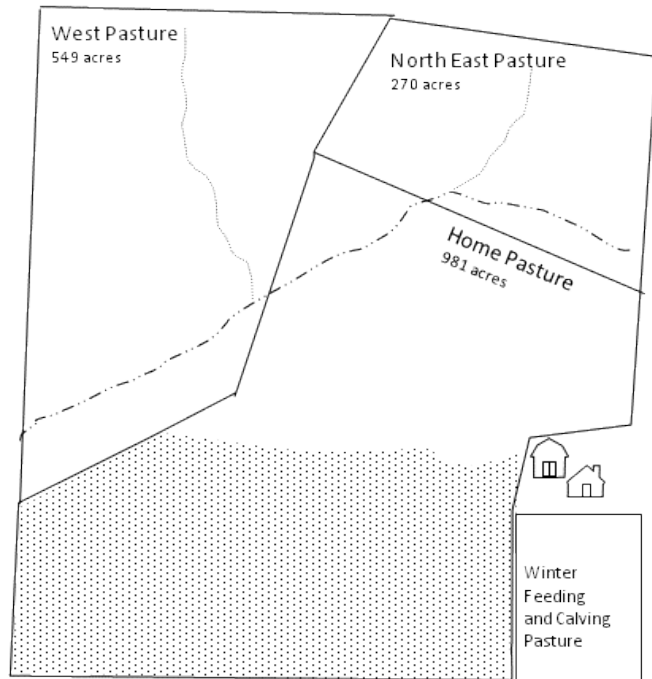 West Pasture
549 acres
North East Pasture
270 acres
Home Pasture
981 acres
Winter
Feeding
and Calving
Pasture